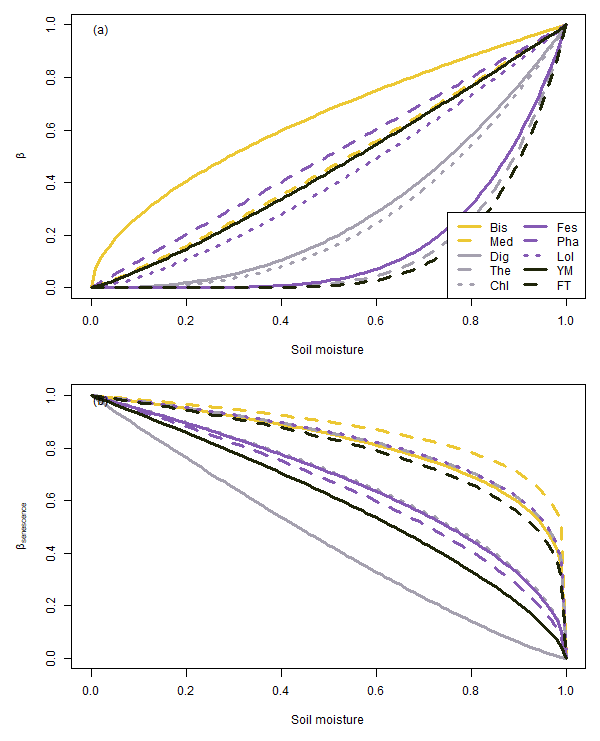 (a)
1.0
0.8
0.6
0.4
0.2
0.0
β
Bis
Med
Dig
The
Chl
Fes
Pha
Lol
YM
FT
0.0 0.2 0.4 0.6 0.8 1.0
Soil moisture
(b)
1.0
0.8
0.6
0.4
0.2
0.0
βsenescence
0.0 0.2 0.4 0.6 0.8 1.0
Soil moisture